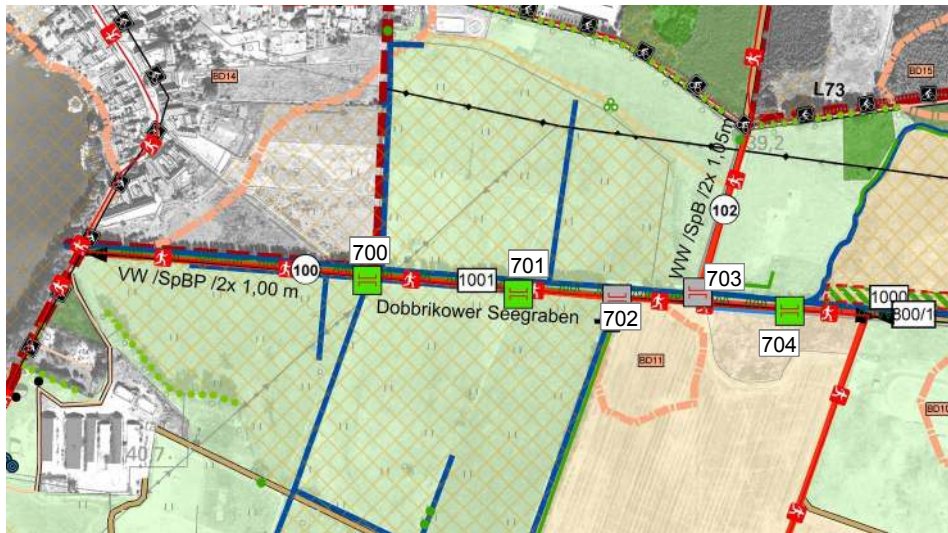 BD14
BD15
L73
39,2
WW /SpB /2x 1,05m
102
700
701
703
100
1001
VW /SpBP /2x 1,00 m
1000
800/1
Dobbrikower Seegraben
702
704
BD11
40,7